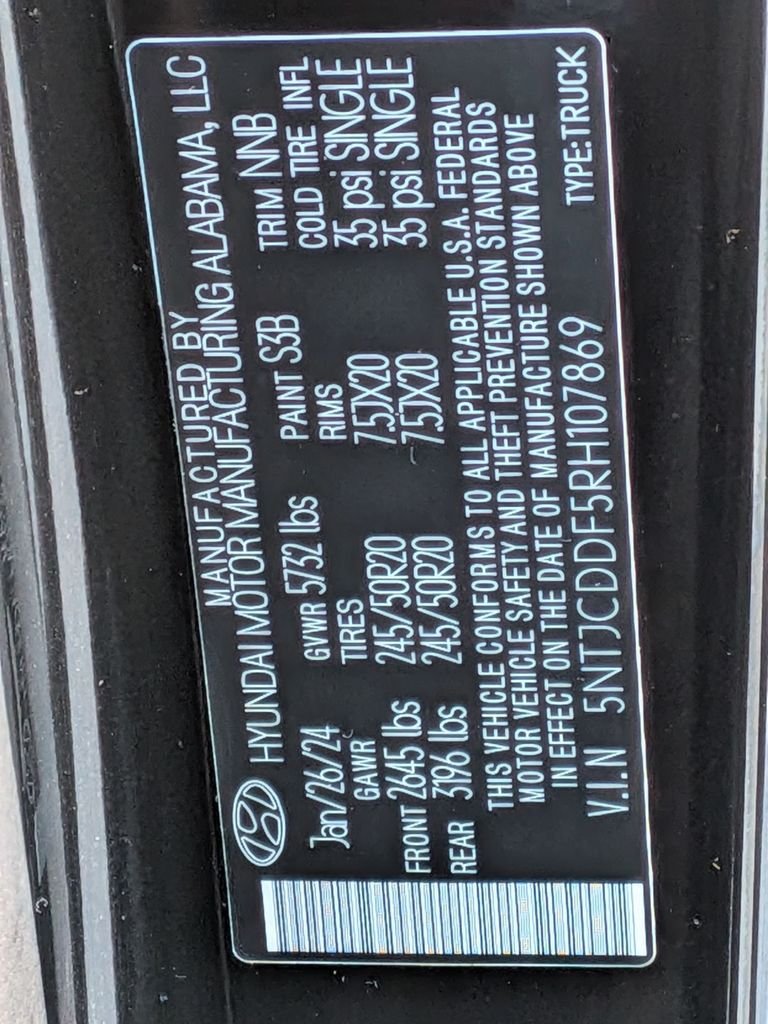 MANUFACTURED BY
HYUNDAI MOTOR MANUFACTURING ALABAMA, LLC
Jan/26/24 GVWR 5732 lbs PAINT S3B TRIM NNB
GAWR TIRES RIMS COLD TIRE INFL
FRONT 2645 lbs 245/50R20 7.5JX20 35 psi SINGLE
REAR 3196 lbs 245/50R20 7.5JX20 35 psi SINGLE
THIS VEHICLE CONFORMS TO ALL APPLICABLE U.S.A. FEDERAL
MOTOR VEHICLE SAFETY AND THEFT PREVENTION STANDARDS
IN EFFECT ON THE DATE OF MANUFACTURE SHOWN ABOVE
V.I.N 5NTJCDDF5RH107869 TYPE:TRUCK